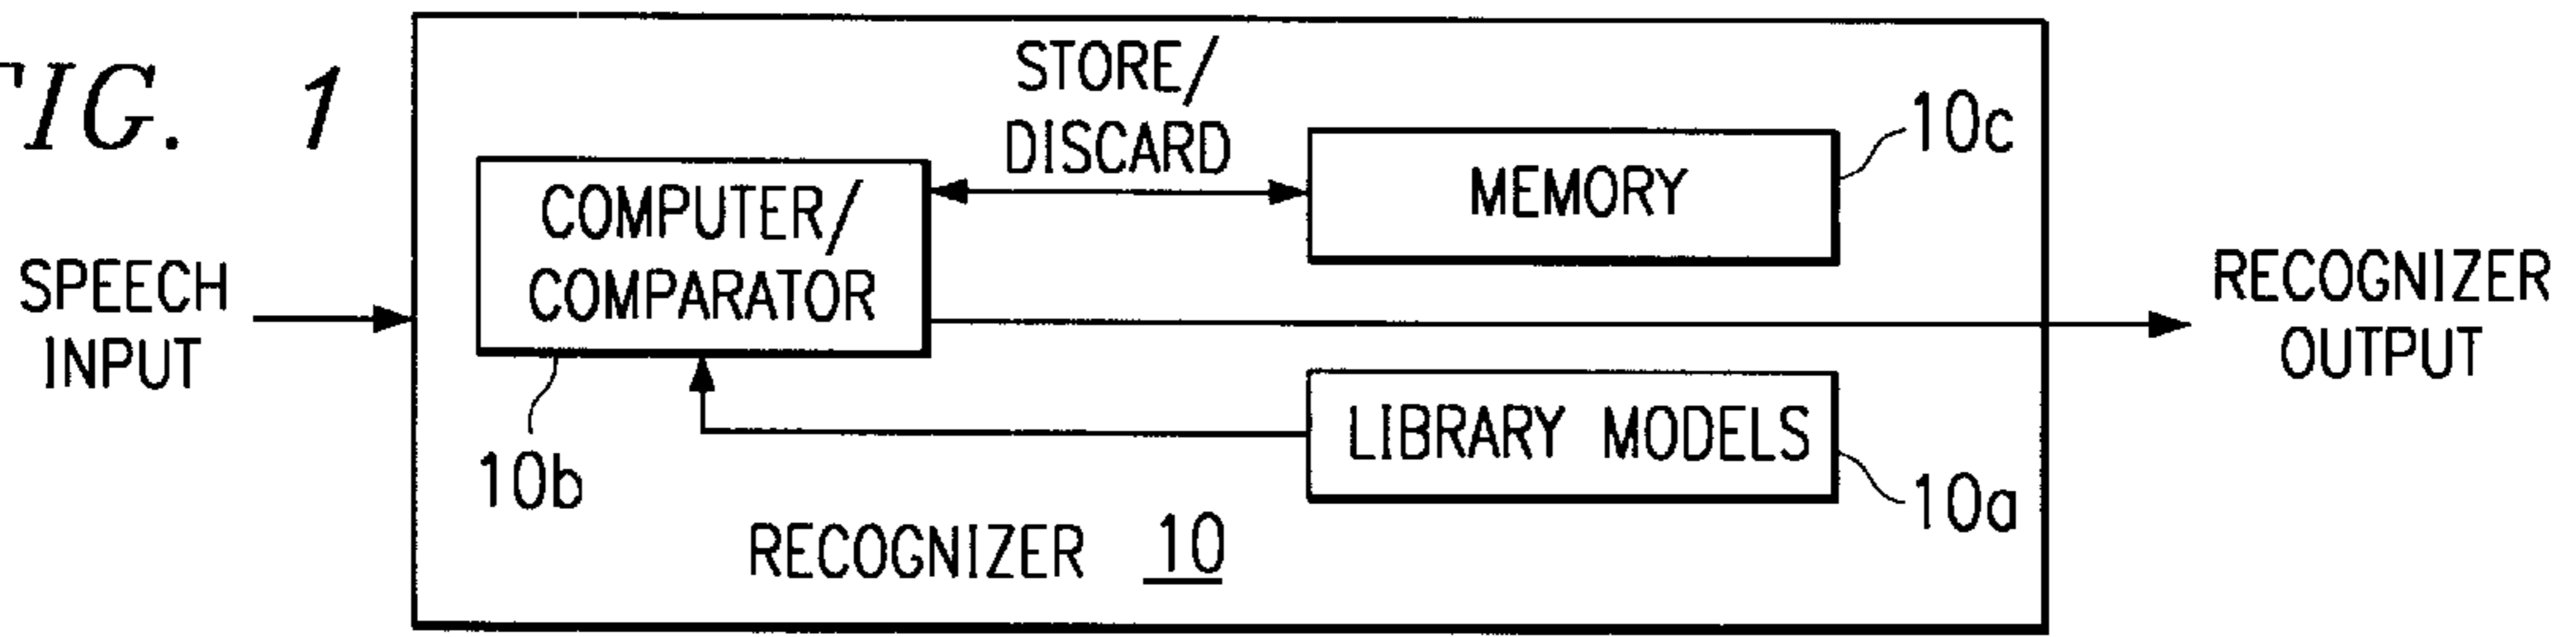 FIG. 1
STORE/
DISCARD
10c
MEMORY
COMPUTER/
COMPARATOR
SPEECH
INPUT
RECOGNIZER
OUTPUT
LIBRARY MODELS
10b
10a
RECOGNIZER 10